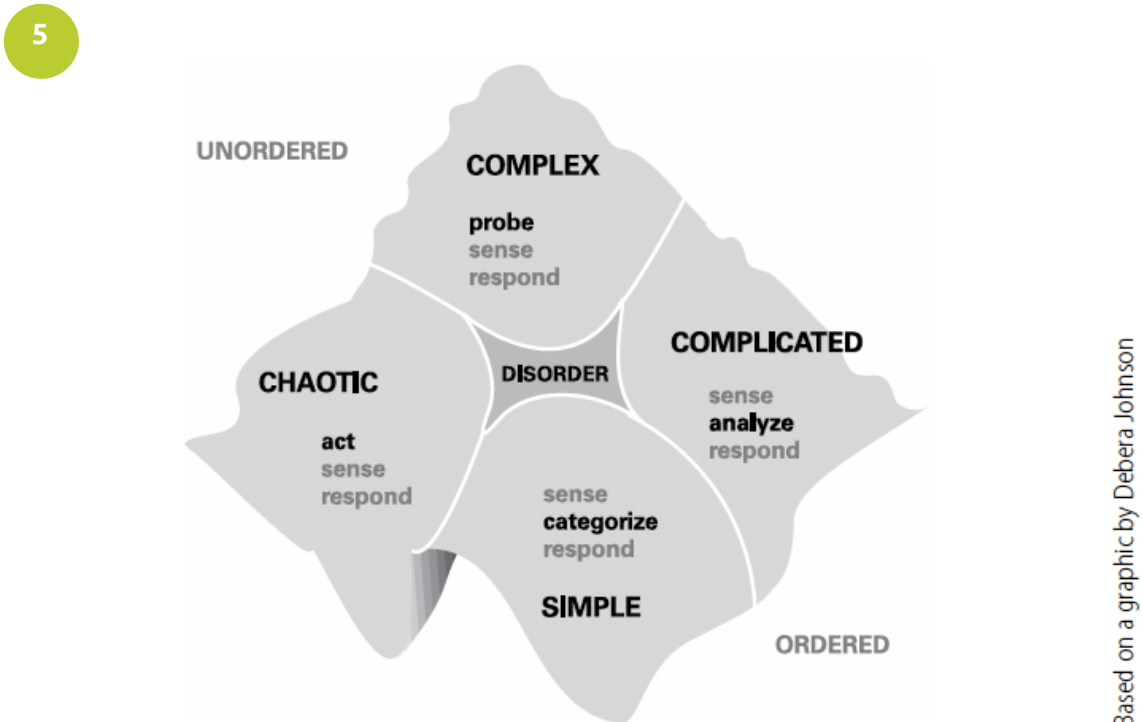 5
UNORDERED
COMPLEX
probe
sense
respond
COMPLICATED
sense
analyze
respond
DISORDER
CHAOTIC
act
sense
respond
sense
categorize
respond
SIMPLE
ORDERED
Based on a graphic by Debera Johnson